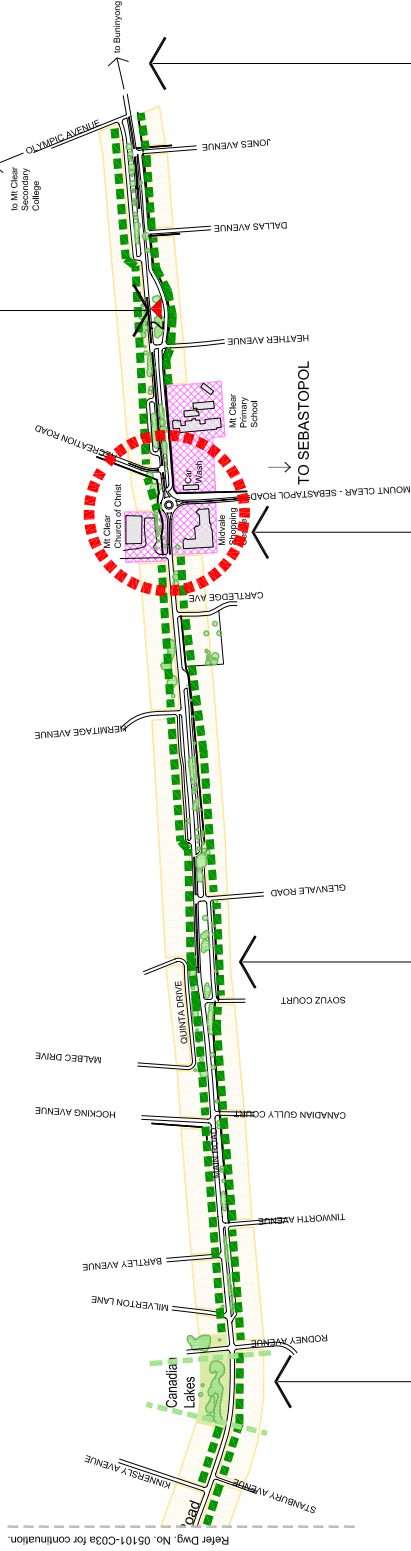 to Buninyong
OLYMPIC AVENUE
to Mt Clear
Secondary
College
JONES AVENUE
DALLAS AVENUE
HEATHER AVENUE
Mt Clear
Primary
School
TO SEBASTOPOL
RECREATION ROAD
Car
Wash
Mt Clear
Church of Christ
MOUNT CLEAR - SEBASTAPOL ROAD
Midvale
Shopping
CARTLEDGE AVE
HERMITAGE AVENUE
GLENVALE ROAD
QUINTA DRIVE
SOYUZ COURT
MALBEC DRIVE
HOCKING AVENUE
CANADIAN GULLY COURT
MAIN ROAD
TINWORTH AVENUE
BARTLEY AVENUE
MILVERTON LANE
RODNEY AVENUE
Canadian
Lakes
KINNERSLY AVENUE
STANBURY AVENUE
oad
Refer Dwg. No. 05101-C03a for continuation.